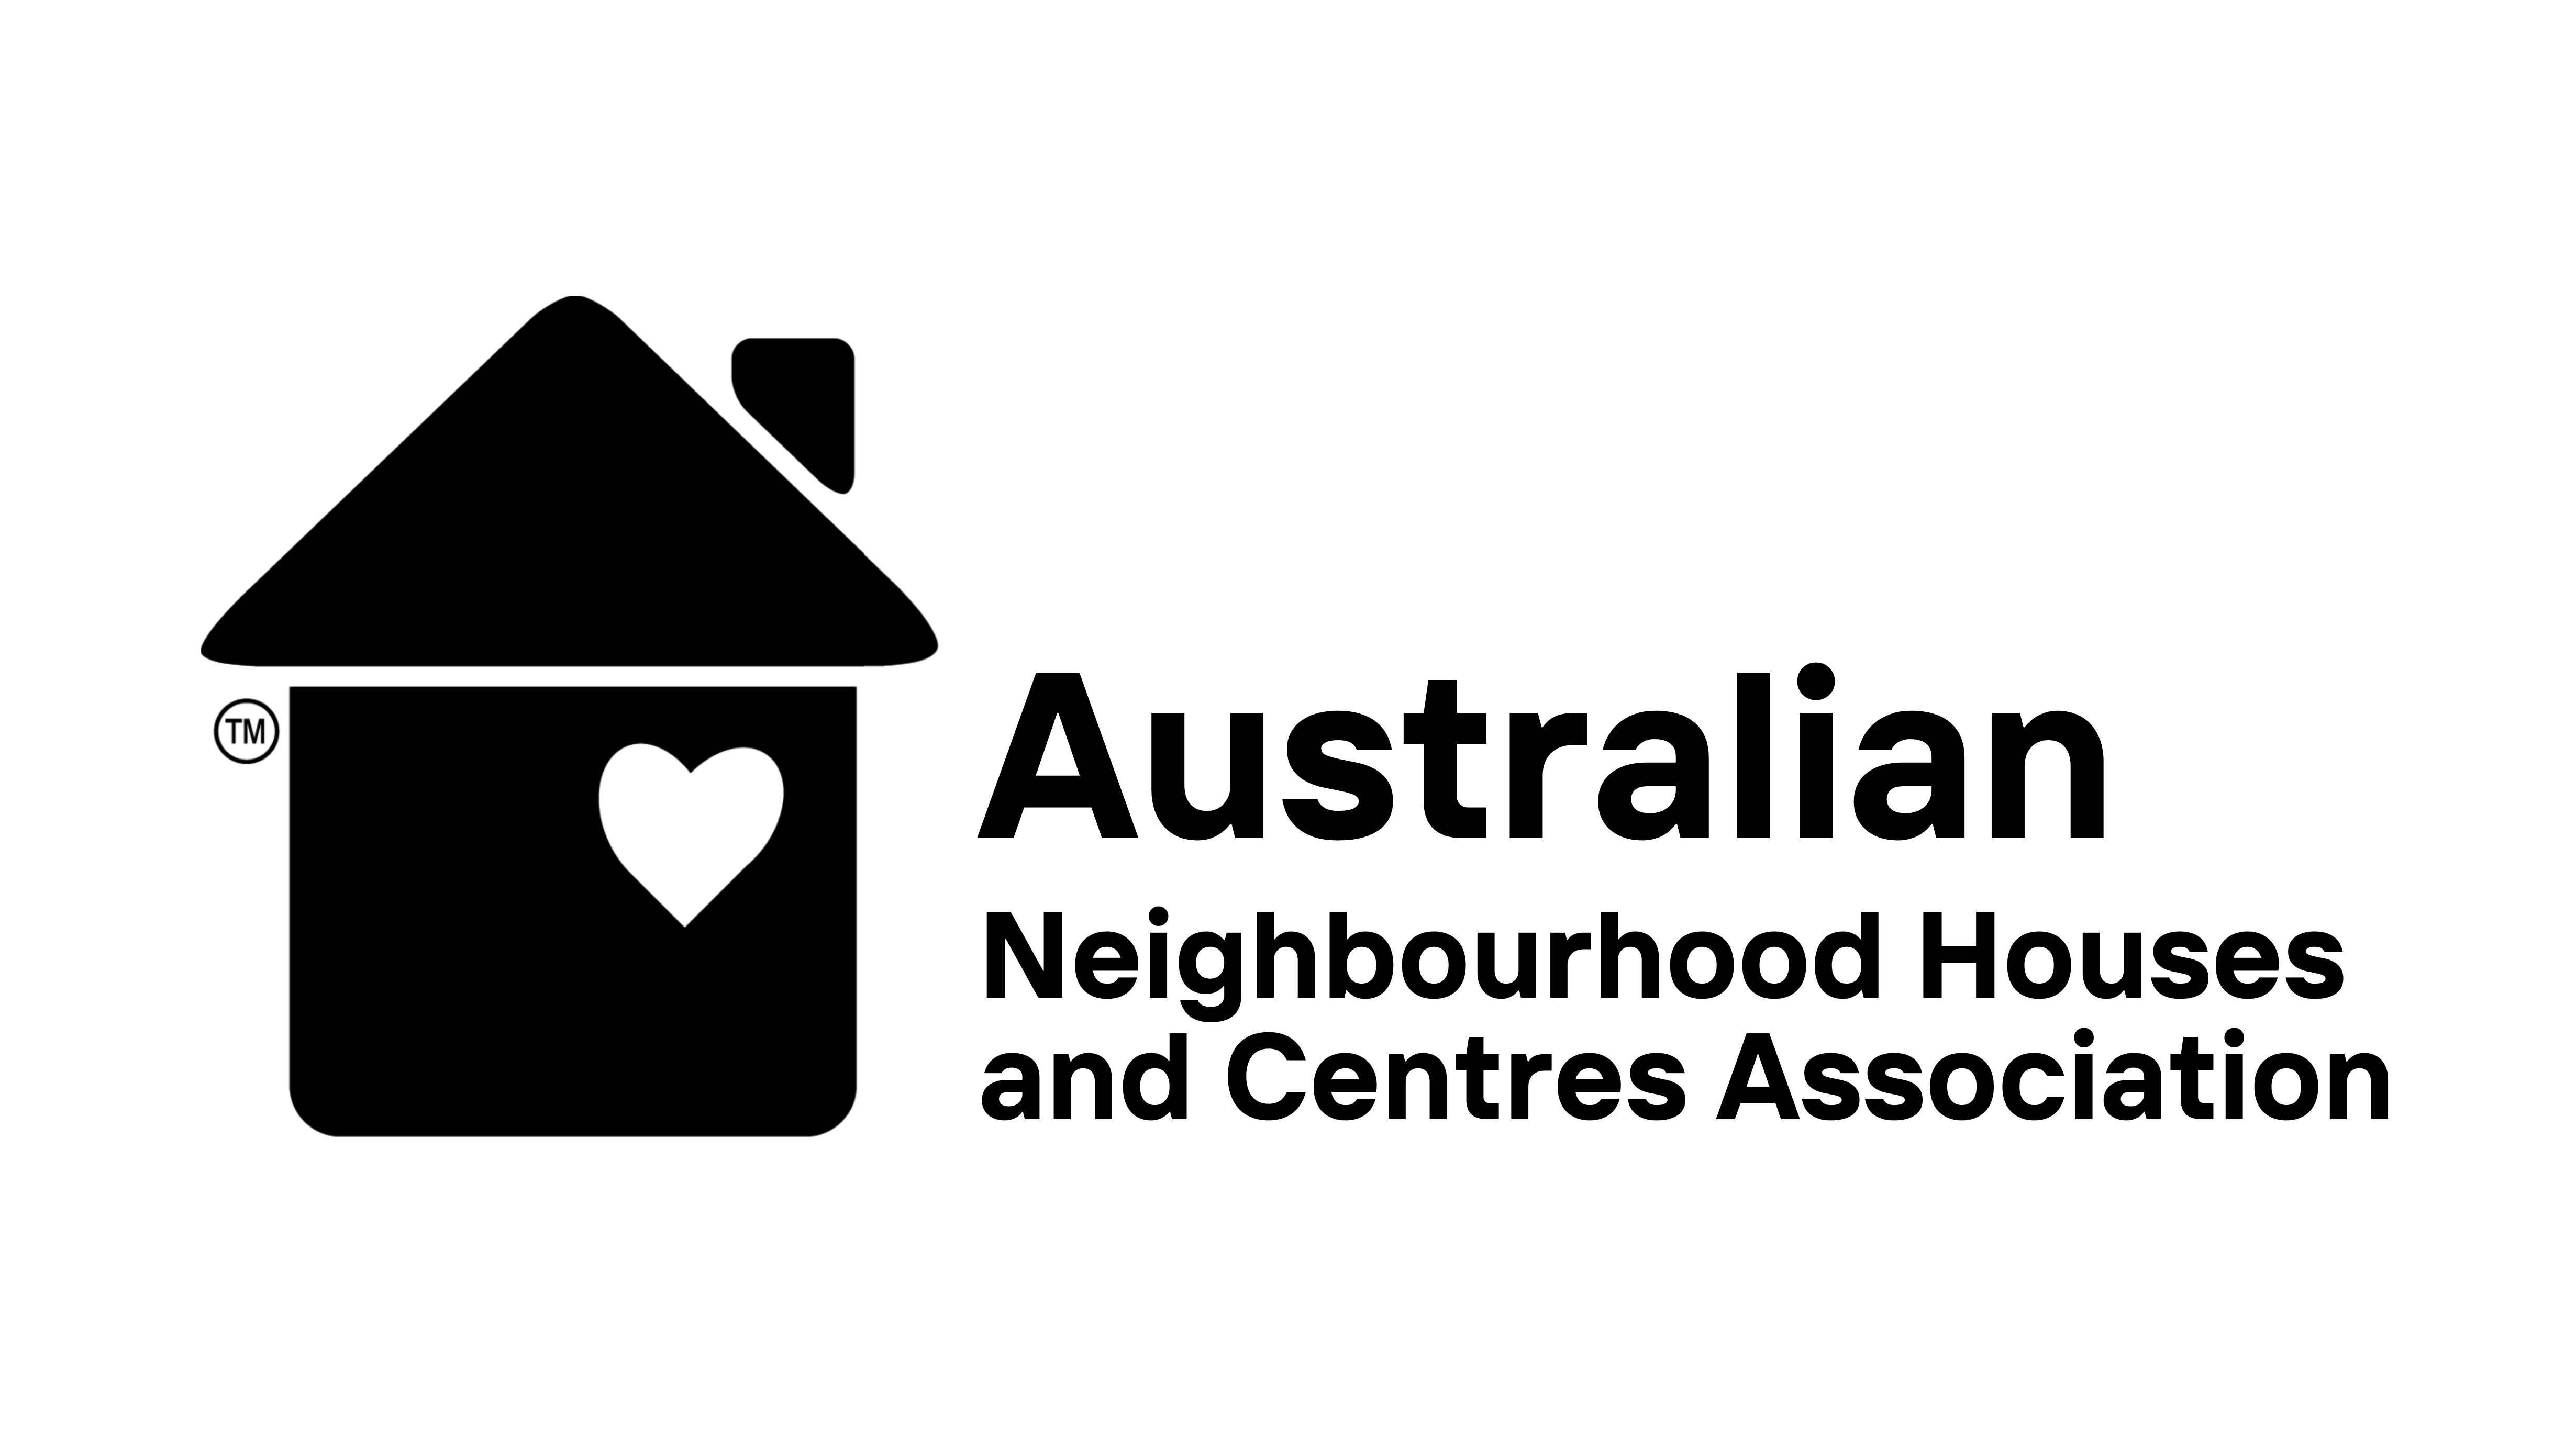 TM
Australian
Neighbourhood Houses
and Centres Association